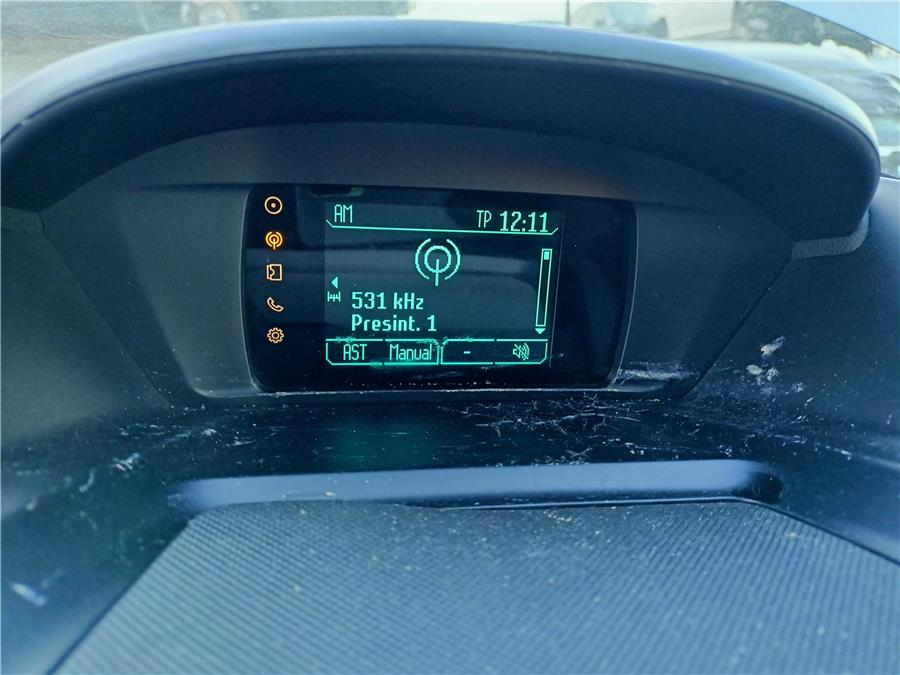 AM TP 12:11
531 kHz
Presint. 1
AST Manual -